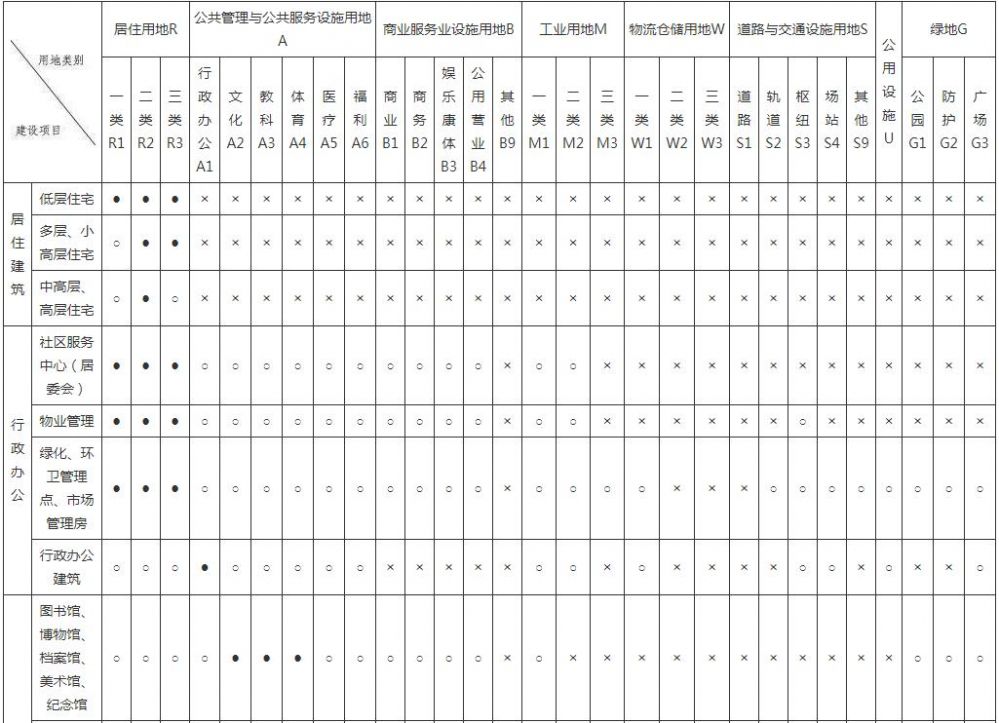 用地类别
建设项目
居住用地R
公共管理与公共服务设施用地
A
商业服务业设施用地B
工业用地M
物流仓储用地W
道路与交通设施用地S
公用设施U
绿地G
一类R1
二类R2
三类R3
行政办公A1
文化A2
教科A3
体育A4
医疗A5
福利A6
商业B1
商务B2
娱乐康体B3
公用营业B4
其他B9
一类M1
二类M2
三类M3
一类W1
二类W2
三类W3
道路S1
轨道S2
枢纽S3
场站S4
其他S9
公园G1
防护G2
广场G3
居住建筑
低层住宅 ● ● ● × × × × × × × × × × × × × × × × × × × × × × × × ×
多层、小
高层住宅
○ ● ● × × × × × × × × × × × × × × × × × × × × × × × × ×
中高层、
高层住宅
○ ● ○ × × × × × × × × × × × × × × × × × × × × × × × × ×
行政办公
社区服务
中心（居
委会）
● ● ● ○ ○ ○ ○ ○ ○ ○ ○ ○ ○ × ○ ○ × × × × × × × × × × × × ×
物业管理 ● ● ● ○ ○ ○ ○ ○ ○ ○ ○ ○ ○ × ○ ○ × × × × × × ○ × × × × × ×
绿化、环
卫管理
点、市场
管理房
● ● ● ○ ○ ○ ○ ○ ○ ○ ○ ○ ○ × ○ ○ ○ ○ × × × ○ ○ ○ ○ ○ ○ ○ ○
行政办公
建筑
○ ○ ○ ● ○ ○ ○ ○ ○ × × × × × ○ ○ × ○ × × × × ○ ○ × ○ × × ○
图书馆、
博物馆、
档案馆、
美术馆、
纪念馆
○ ○ ○ ○ ● ● ● ○ ○ ○ ○ ○ ○ × ○ × × × × × × × × × × × ○ ○ ○